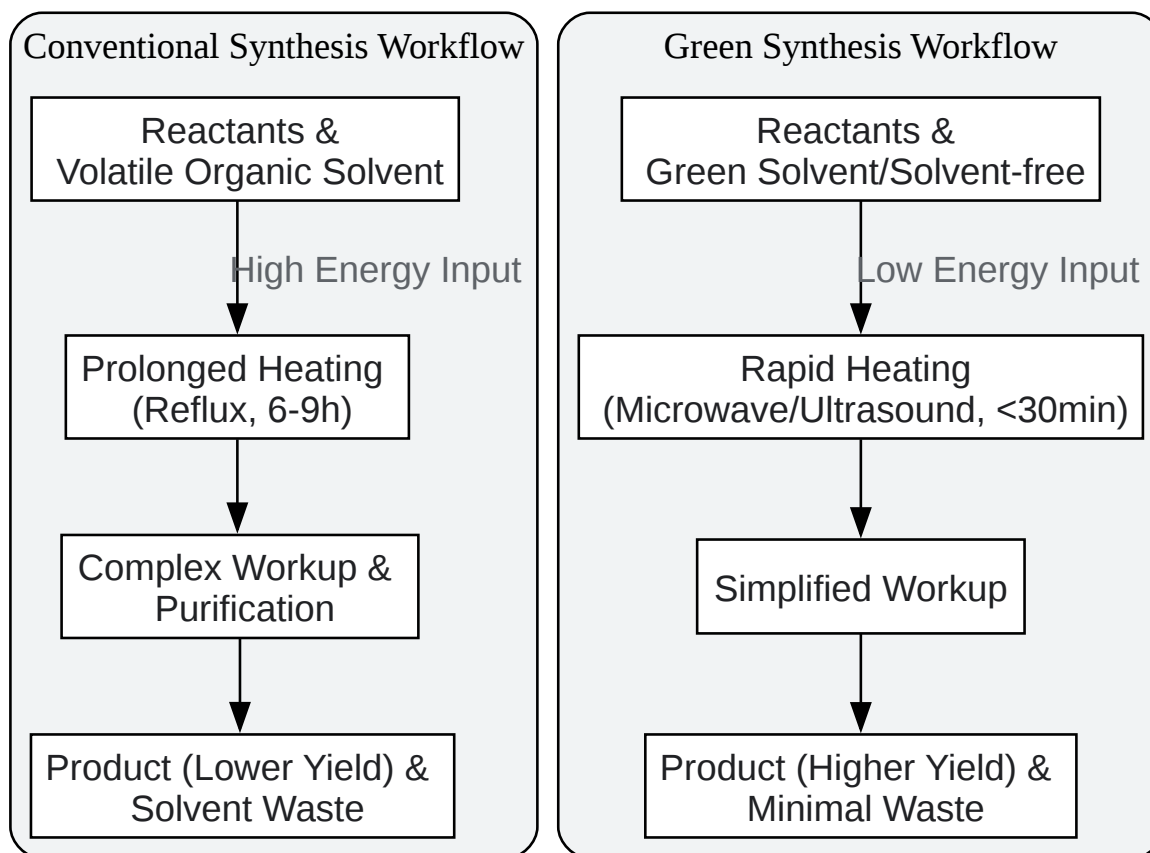 Conventional Synthesis Workflow
Reactants &
Volatile Organic Solvent
High Energy Input
Prolonged Heating
(Reflux, 6-9h)
Complex Workup &
Purification
Product (Lower Yield) &
Solvent Waste
Green Synthesis Workflow
Reactants &
Green Solvent/Solvent-free
Low Energy Input
Rapid Heating
(Microwave/Ultrasound, <30min)
Simplified Workup
Product (Higher Yield) &
Minimal Waste